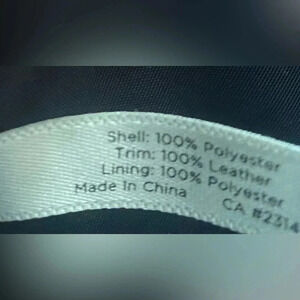 Shell: 100% Polyester
Trim: 100% Leather
Lining: 100% Polyester
Made In China
CA #2314